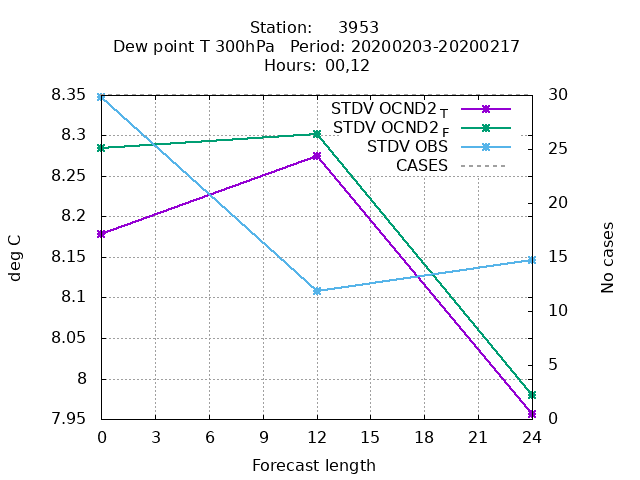 Station: 3953
Dew point T 300hPa Period: 20200203-20200217
Hours: 00,12
8.35
8.3
8.25
8.2
8.15
8.1
8.05
8
7.95
deg C
STDV OCND2 T
STDV OCND2 F
STDV OBS
CASES
30
25
20
15
10
5
0
No cases
0 3 6 9 12 15 18 21 24
Forecast length